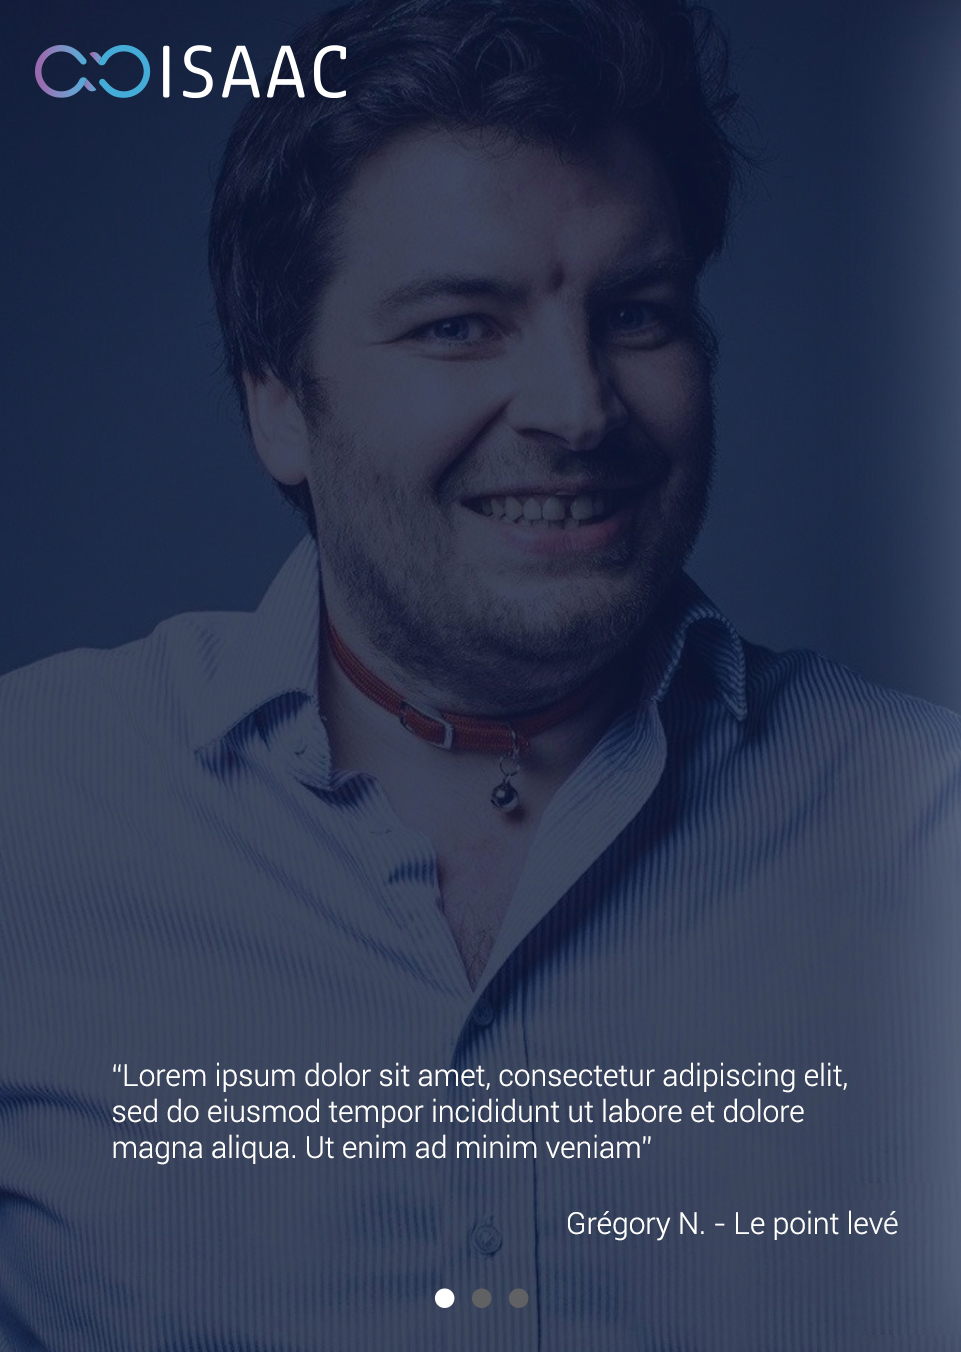 ISAAC
“Lorem ipsum dolor sit amet, consectetur adipiscing elit,
sed do eiusmod tempor incididunt ut labore et dolore
magna aliqua. Ut enim ad minim veniam”
Grégory N. - Le point levé